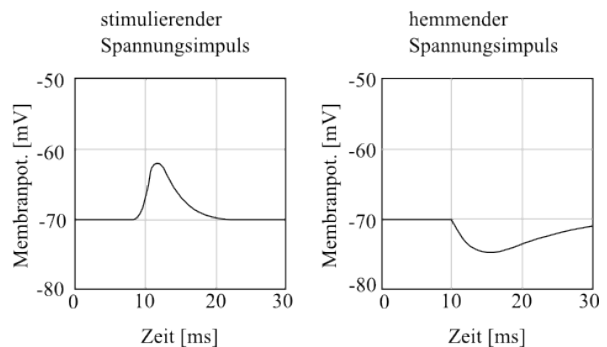 stimulierender
Spannungsimpuls
-50
-60
-70
-80
Membranpot. [mV]
0
10
20
30
Zeit [ms]
hemmender
Spannungsimpuls
-50
-60
-70
-80
Membranpot. [mV]
0
10
20
30
Zeit [ms]